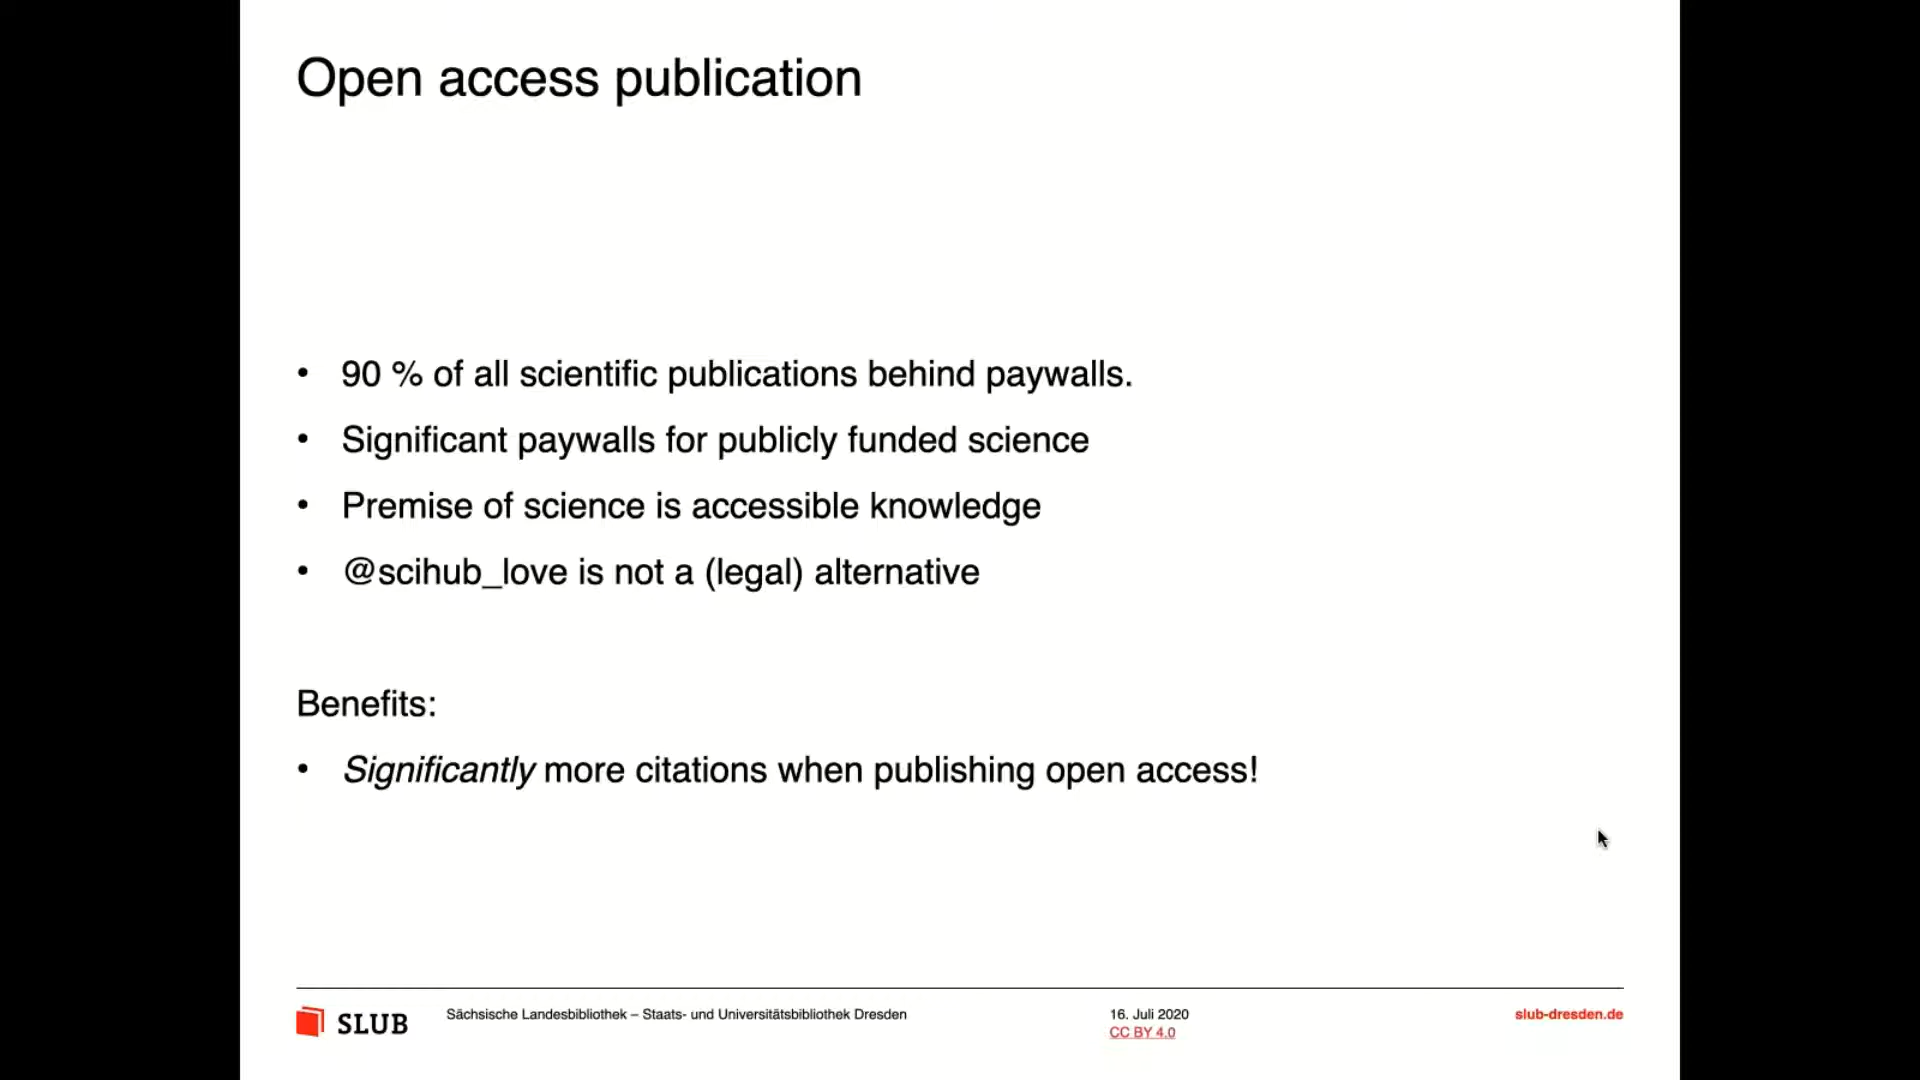 Open access publication
• 90 % of all scientific publications behind paywalls.
• Significant paywalls for publicly funded science
• Premise of science is accessible knowledge
• @scihub_love is not a (legal) alternative
Benefits:
• Significantly more citations when publishing open access!
SLUB
Sächsische Landesbibliothek – Staats- und Universitätsbibliothek Dresden
16. Juli 2020
CC BY 4.0
slub-dresden.de